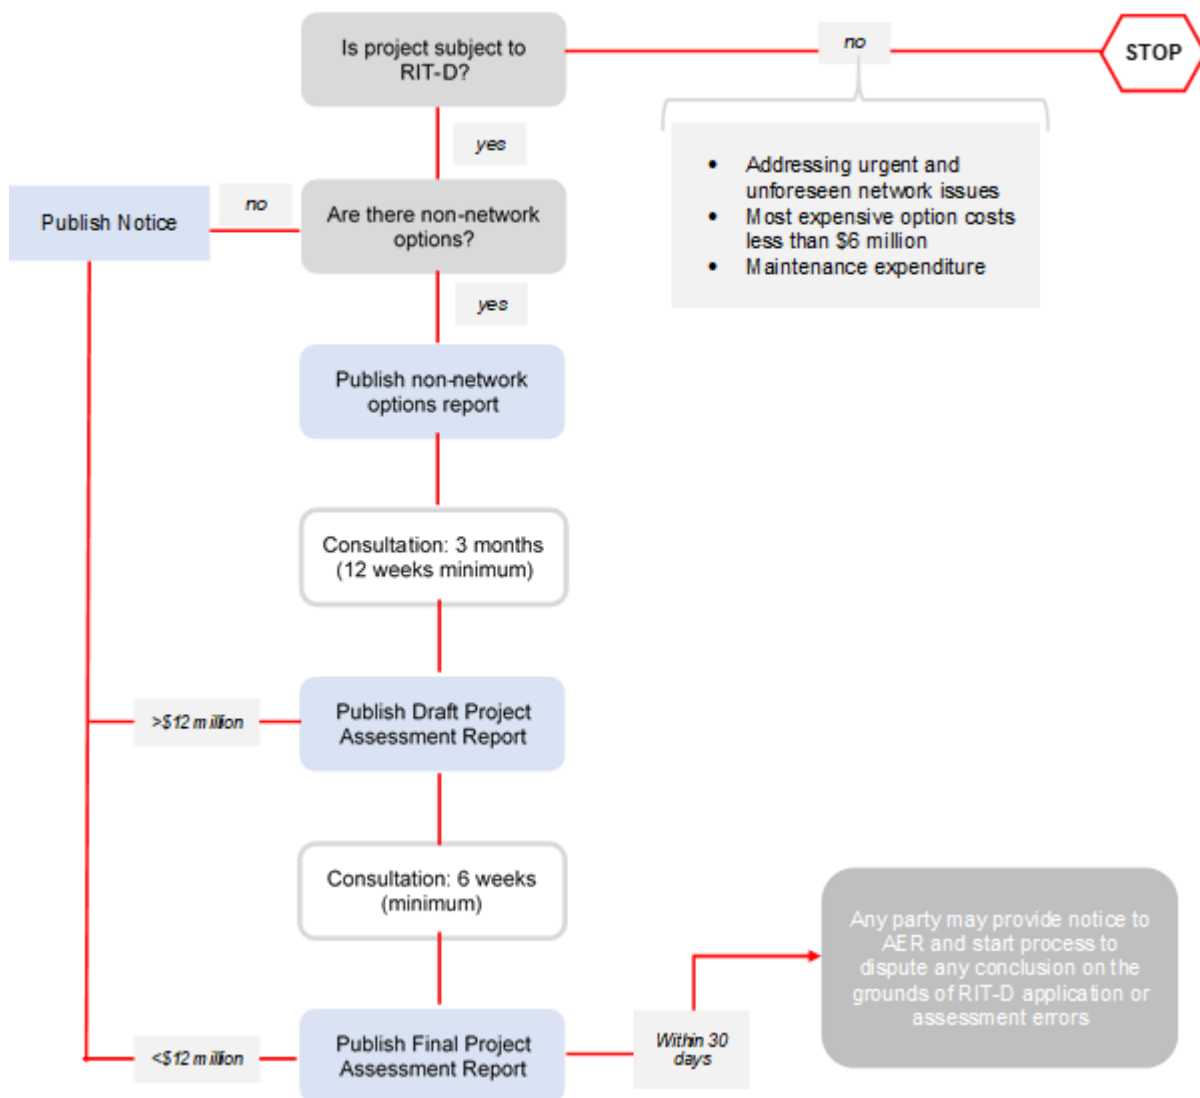 Is project subject to
RIT-D?
no
STOP
yes
• Addressing urgent and
unforeseen network issues
• Most expensive option costs
less than $6 million
• Maintenance expenditure
Publish Notice
no
Are there non-network
options?
yes
Publish non-network
options report
Consultation: 3 months
(12 weeks minimum)
>$12 million
Publish Draft Project
Assessment Report
Consultation: 6 weeks
(minimum)
Any party may provide notice to
AER and start process to
dispute any conclusion on the
grounds of RIT-D application or
assessment errors
<$12 million
Publish Final Project
Assessment Report
Within 30
days